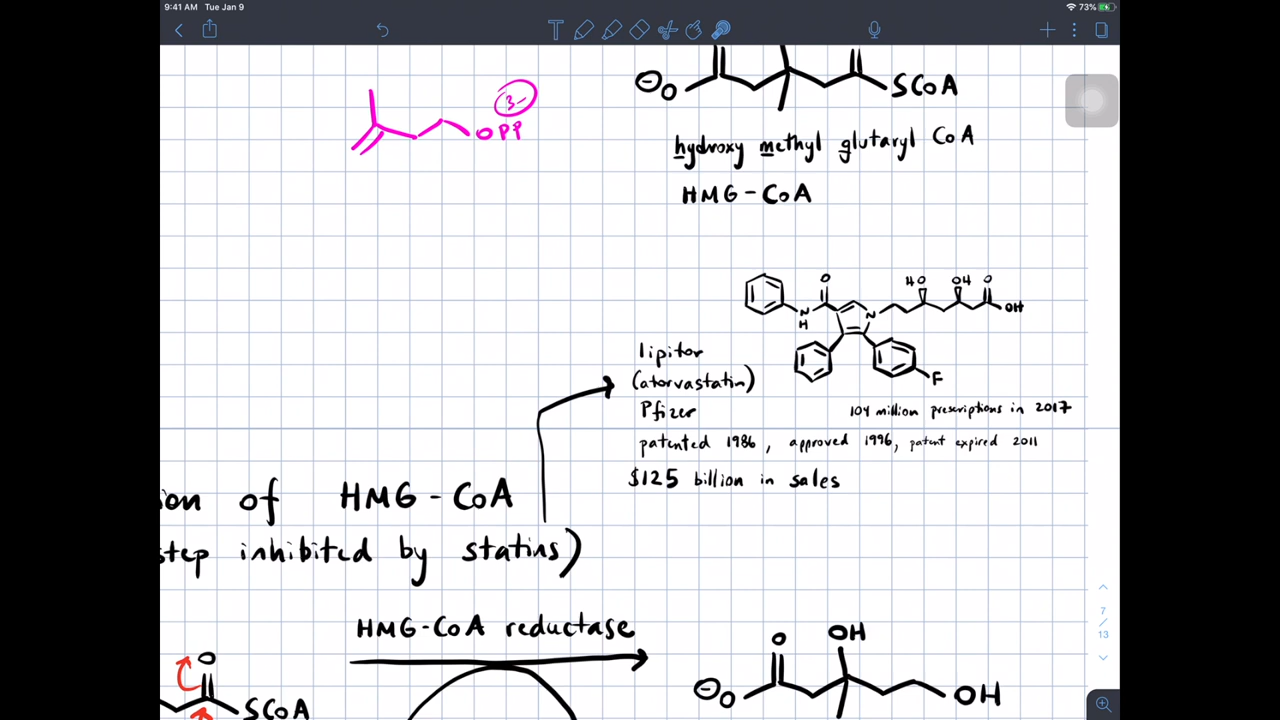 9:41 AM Tue Jan 9
73%
3-
OPP
⊖O
SCoA
hydroxy methyl glutaryl CoA
HMG-CoA
O
HO
OH
O
OH
N
H
N
F
lipitor
(atorvastatin)
Pfizer
104 million prescriptions in 2017
patented 1986, approved 1996, patent expired 2011
$125 billion in sales
ion of HMG-CoA
step inhibited by statins)
HMG-CoA reductase
O
SCoA
O
OH
⊖O
OH
7
/
13